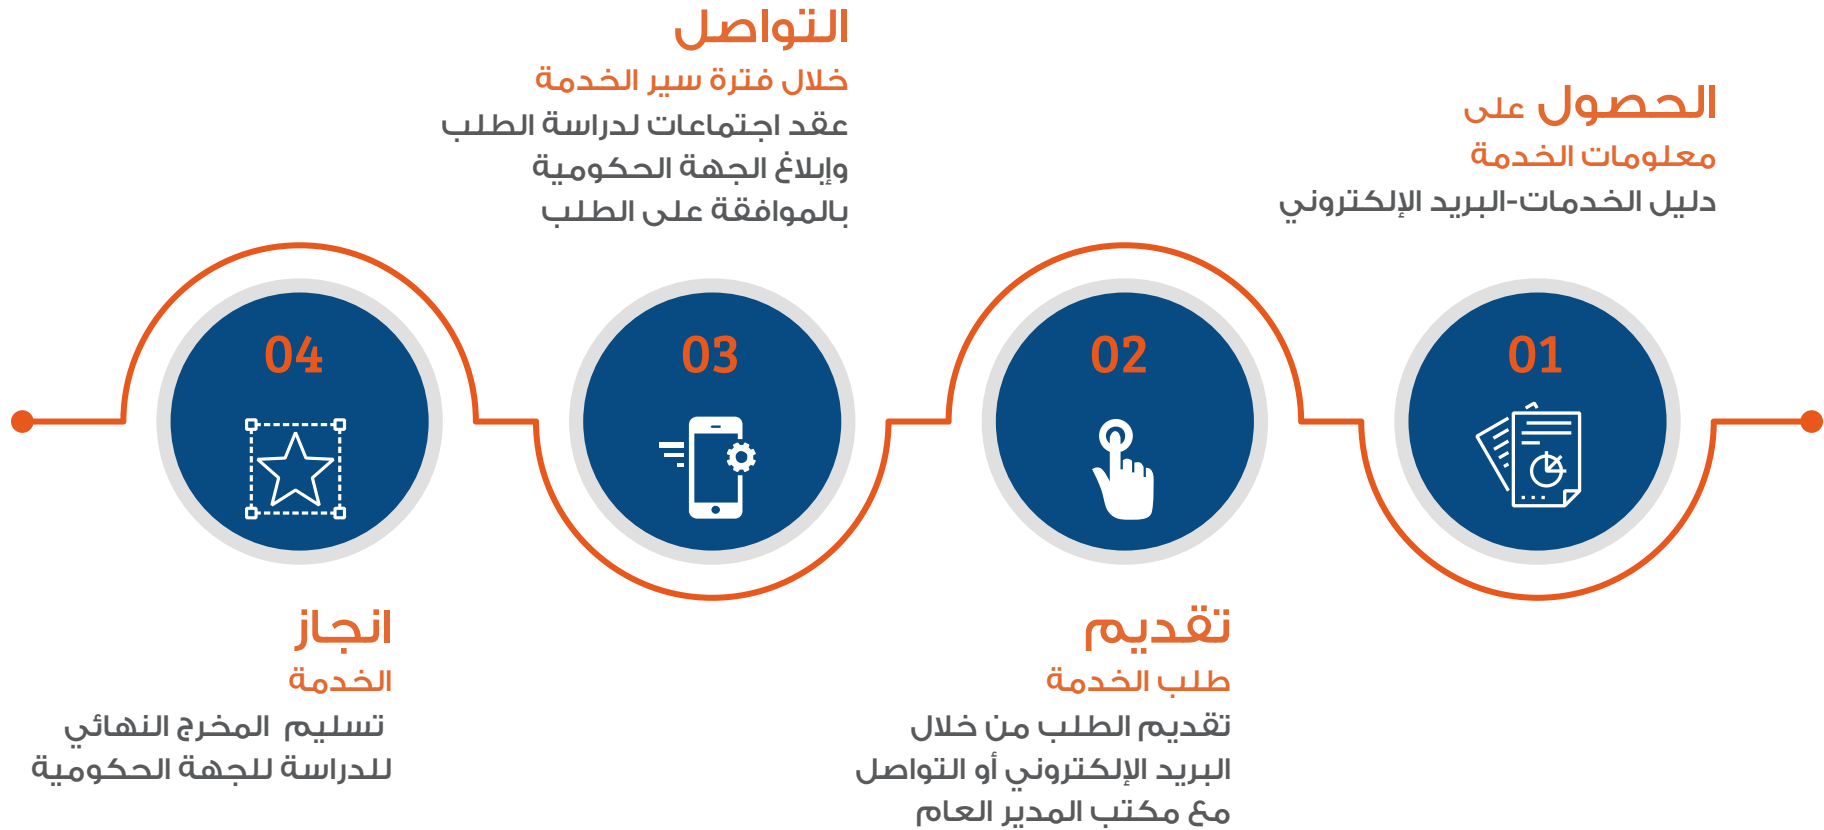 الحصول على
معلومات الخدمة
دليل الخدمات-البريد الإلكتروني
01
02
تقديم
طلب الخدمة
تقديم الطلب من خلال
البريد الإلكتروني أو التواصل
مع مكتب المدير العام
التواصل
خلال فترة سير الخدمة
عقد اجتماعات لدراسة الطلب
وإبلاغ الجهة الحكومية
بالموافقة على الطلب
03
04
انجاز
الخدمة
تسليم المخرج النهائي
للدراسة للجهة الحكومية